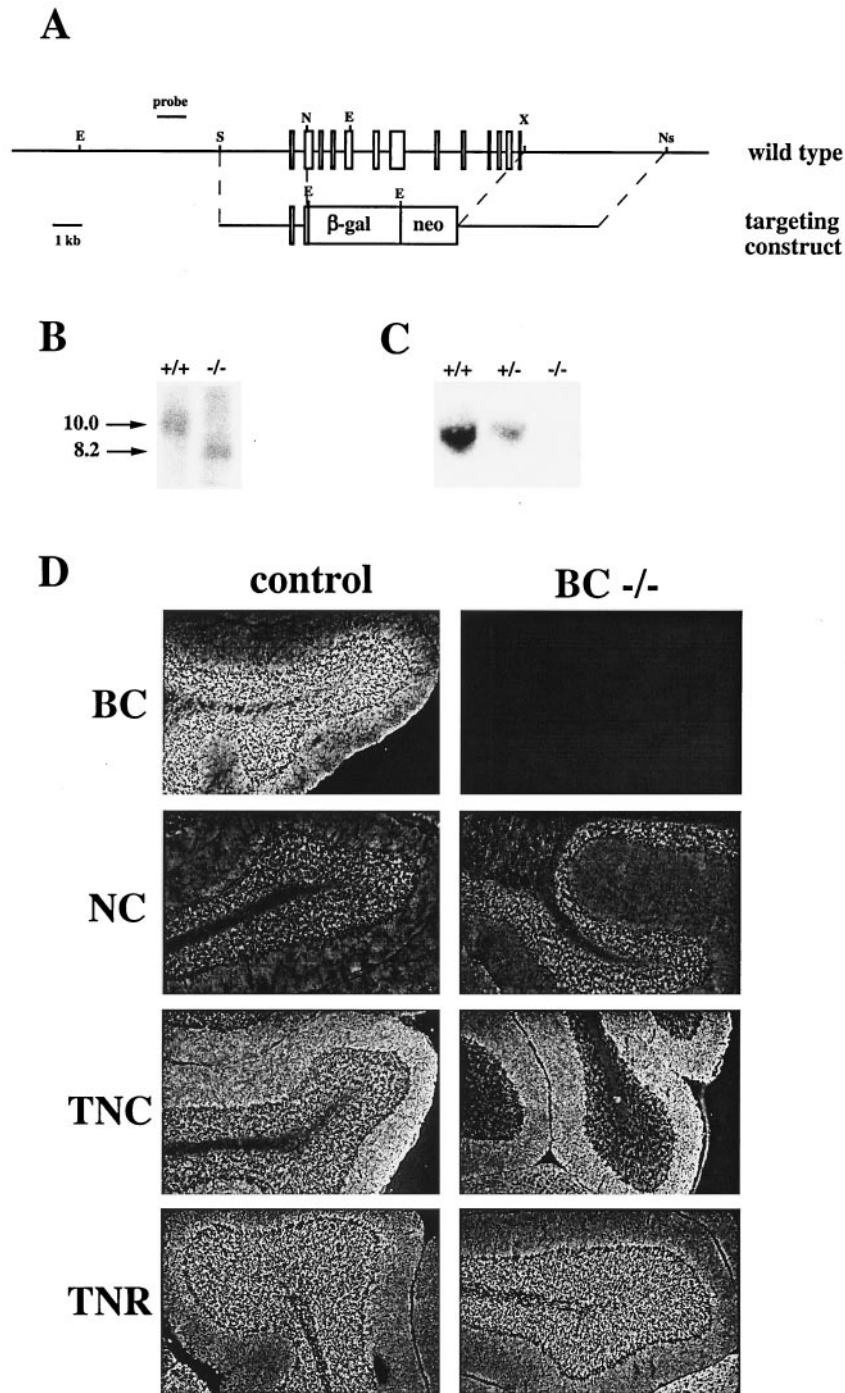 A
probe
E S N E X Ns
wild type
E E
β-gal neo
targeting
construct
1 kb
B
+/+ -/-
10.0
8.2
C
+/+ +/- -/-
D
control BC -/-
BC
NC
TNC
TNR